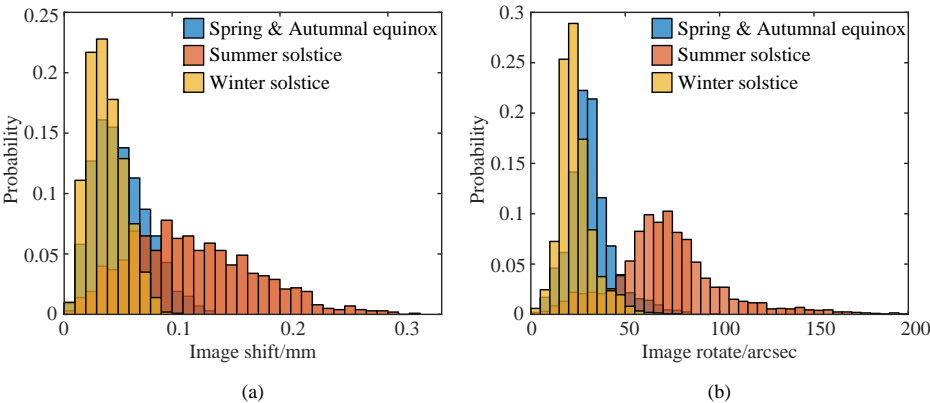 0.25
0.2
0.15
0.1
0.05
0
Probability
Spring & Autumnal equinox
Summer solstice
Winter solstice
0 0.1 0.2 0.3
Image shift/mm
(a)
0.3
0.25
0.2
0.15
0.1
0.05
0
Probability
Spring & Autumnal equinox
Summer solstice
Winter solstice
0 50 100 150 200
Image rotate/arcsec
(b)